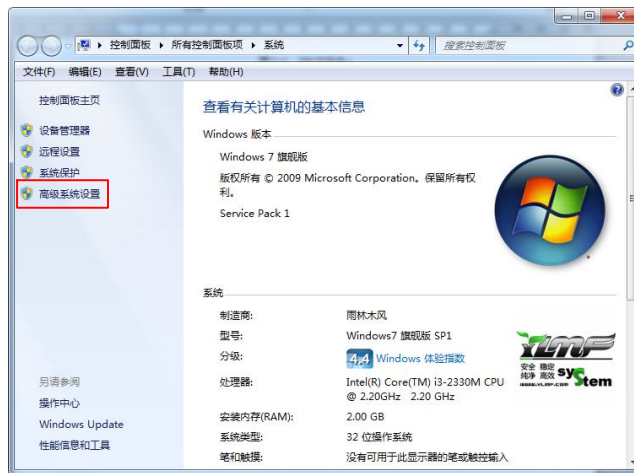 控制面板 ▸ 所有控制面板项 ▸ 系统
搜索控制面板
文件(F) 编辑(E) 查看(V) 工具(T) 帮助(H)
控制面板主页
设备管理器
远程设置
系统保护
高级系统设置
另请参阅
操作中心
Windows Update
性能信息和工具
查看有关计算机的基本信息
Windows 版本
Windows 7 旗舰版
版权所有 © 2009 Microsoft Corporation。保留所有权
利。
Service Pack 1
系统
制造商: 雨林木风
型号: Windows7 旗舰版 SP1
分级: 4.4 Windows 体验指数
处理器: Intel(R) Core(TM) i3-2330M CPU
@ 2.20GHz 2.20 GHz
安装内存(RAM): 2.00 GB
系统类型: 32 位操作系统
笔和触摸: 没有可用于此显示器的笔或触控输入
YLMF
安全 稳定
纯净 高效 system
www.YLMF.com